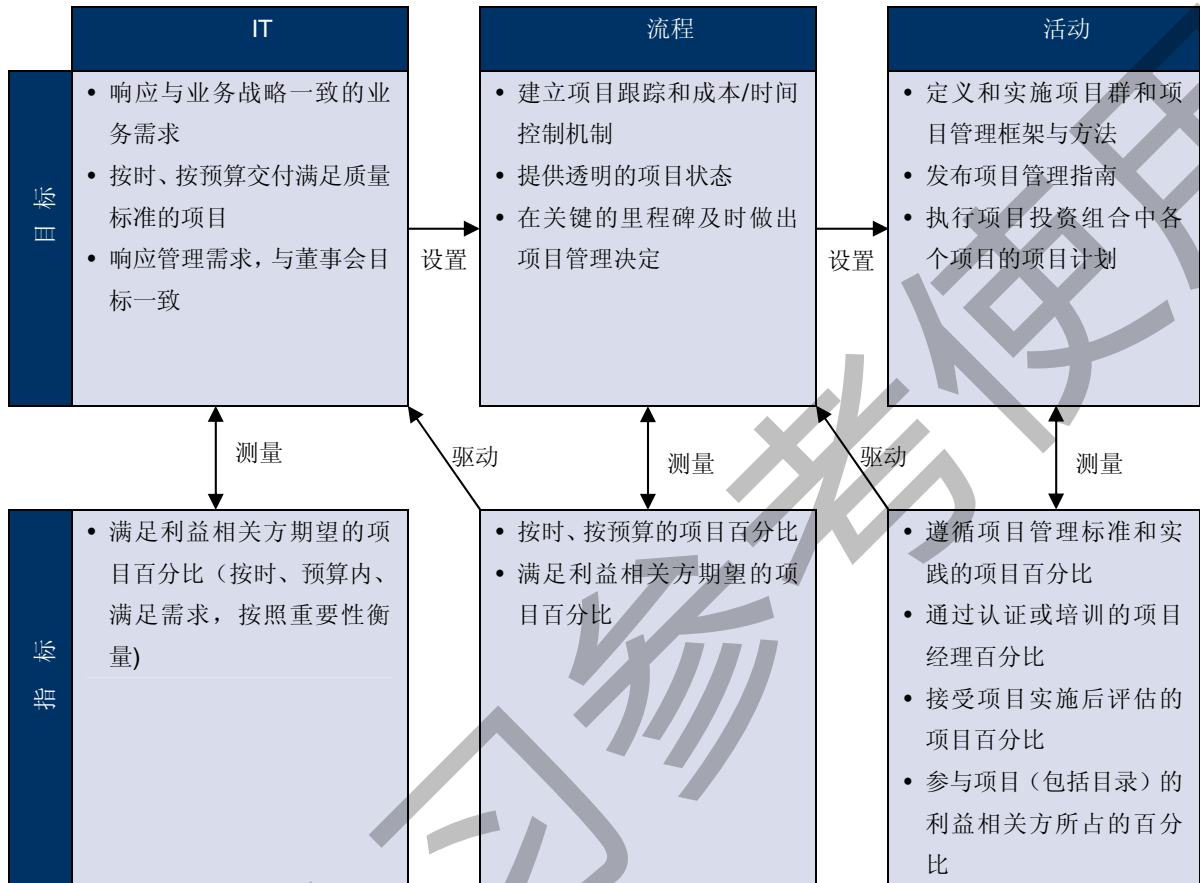 IT
流程
活动
目标
• 响应与业务战略一致的业
务需求
• 按时、按预算交付满足质量
标准的项目
• 响应管理需求，与董事会目
标一致
设置
• 建立项目跟踪和成本/时间
控制机制
• 提供透明的项目状态
• 在关键的里程碑及时做出
项目管理决定
设置
• 定义和实施项目群和项
目管理框架与方法
• 发布项目管理指南
• 执行项目投资组合中各
个项目的项目计划
测量
驱动
测量
驱动
测量
指标
• 满足利益相关方期望的项
目百分比（按时、预算内、
满足需求，按照重要性衡
量)
• 按时、按预算的项目百分比
• 满足利益相关方期望的项
目百分比
• 遵循项目管理标准和实
践的项目百分比
• 通过认证或培训的项目
经理百分比
• 接受项目实施后评估的
项目百分比
• 参与项目（包括目录）的
利益相关方所占的百分
比
习参考使用